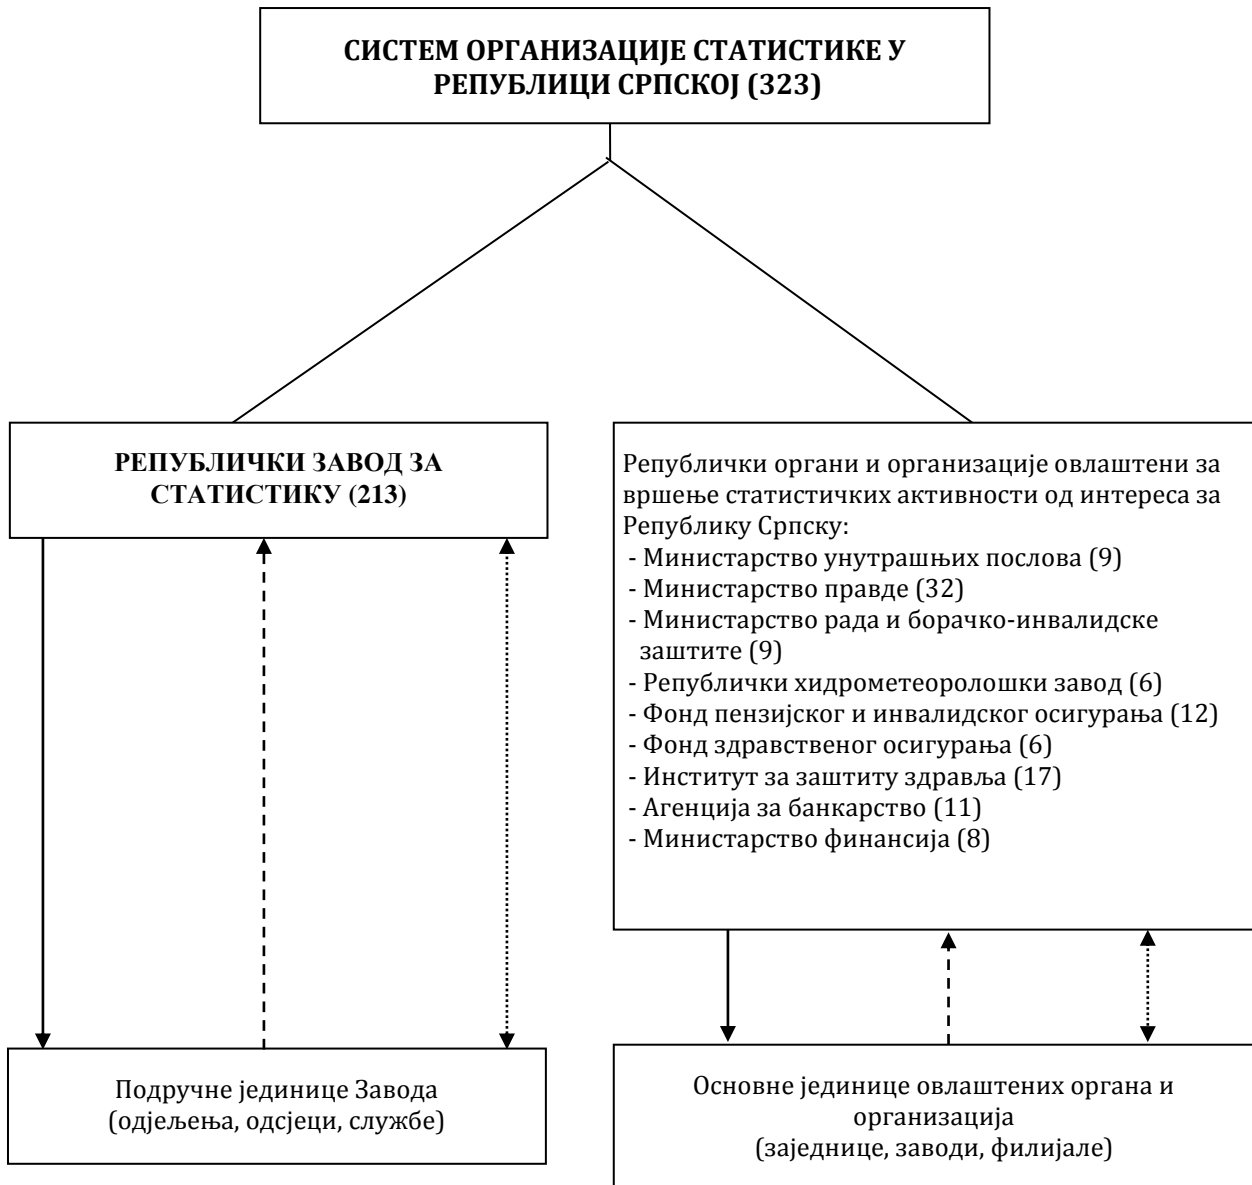 СИСТЕМ ОРГАНИЗАЦИЈЕ СТАТИСТИКЕ У
РЕПУБЛИЦИ СРПСКОЈ (323)
РЕПУБЛИЧКИ ЗАВОД ЗА
СТАТИСТИКУ (213)
Републички органи и организације овлаштени за
вршење статистичких активности од интереса за
Републику Српску:
- Министарство унутрашњих послова (9)
- Министарство правде (32)
- Министарство рада и борачко-инвалидске
заштите (9)
- Републички хидрометеоролошки завод (6)
- Фонд пензијског и инвалидског осигурања (12)
- Фонд здравственог осигурања (6)
- Институт за заштиту здравља (17)
- Агенција за банкарство (11)
- Министарство финансија (8)
Подручне јединице Завода
(одјељења, одсјеци, службе)
Основне јединице овлаштених органа и
организација
(заједнице, заводи, филијале)